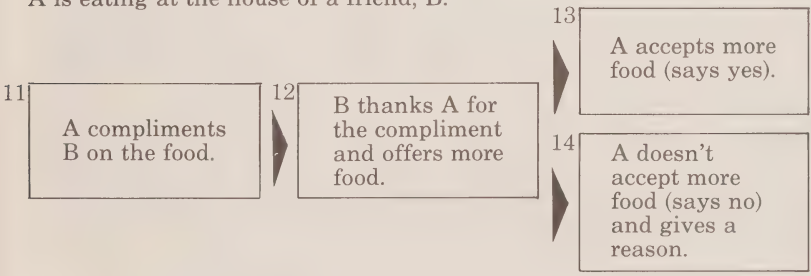 A is eating at the house of a friend, B.
11
A compliments
B on the food.
12
B thanks A for
the compliment
and offers more
food.
13
A accepts more
food (says yes).
14
A doesn't
accept more
food (says no)
and gives a
reason.